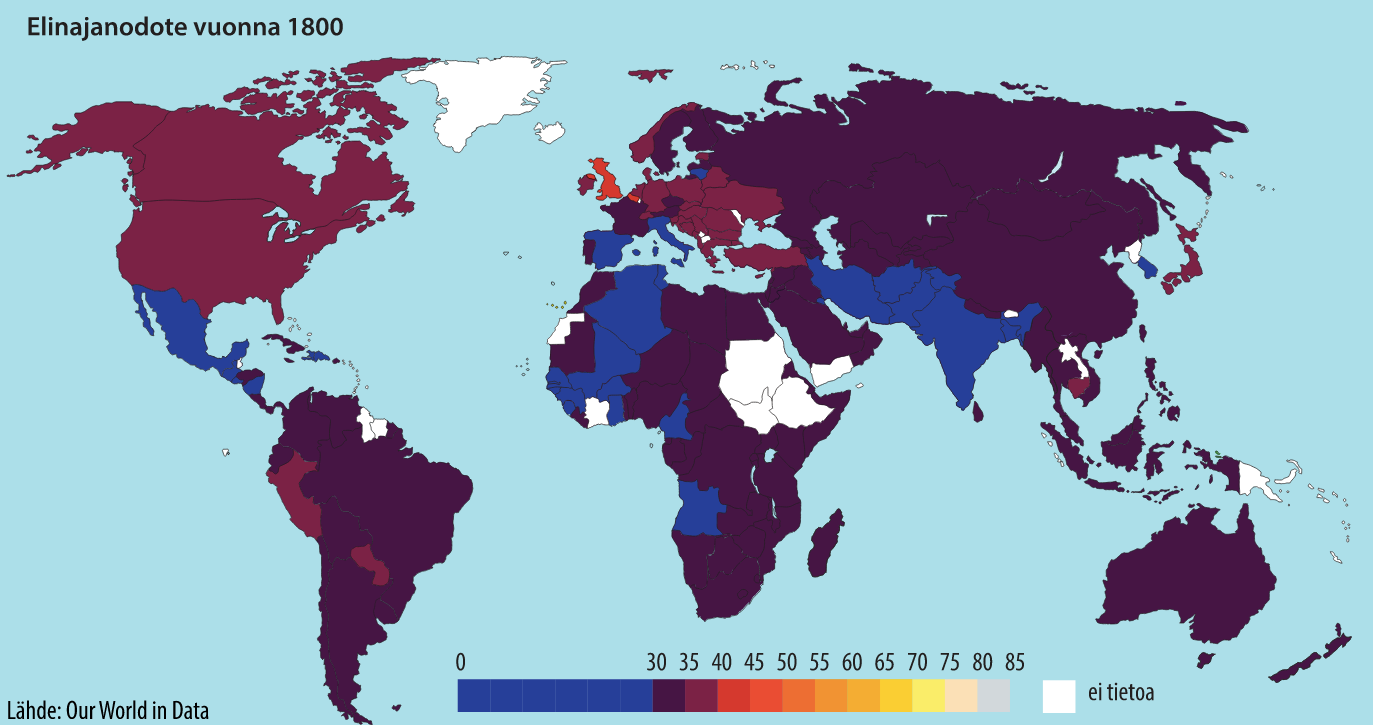 Elinajanodote vuonna 1800
0 30 35 40 45 50 55 60 65 70 75 80 85
ei tietoa
Lähde: Our World in Data